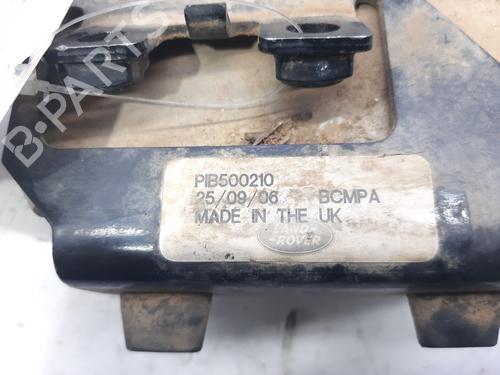 B-PARTS
PIB500210
25/09/06 BCMPA
MADE IN THE UK
LAND
ROVER